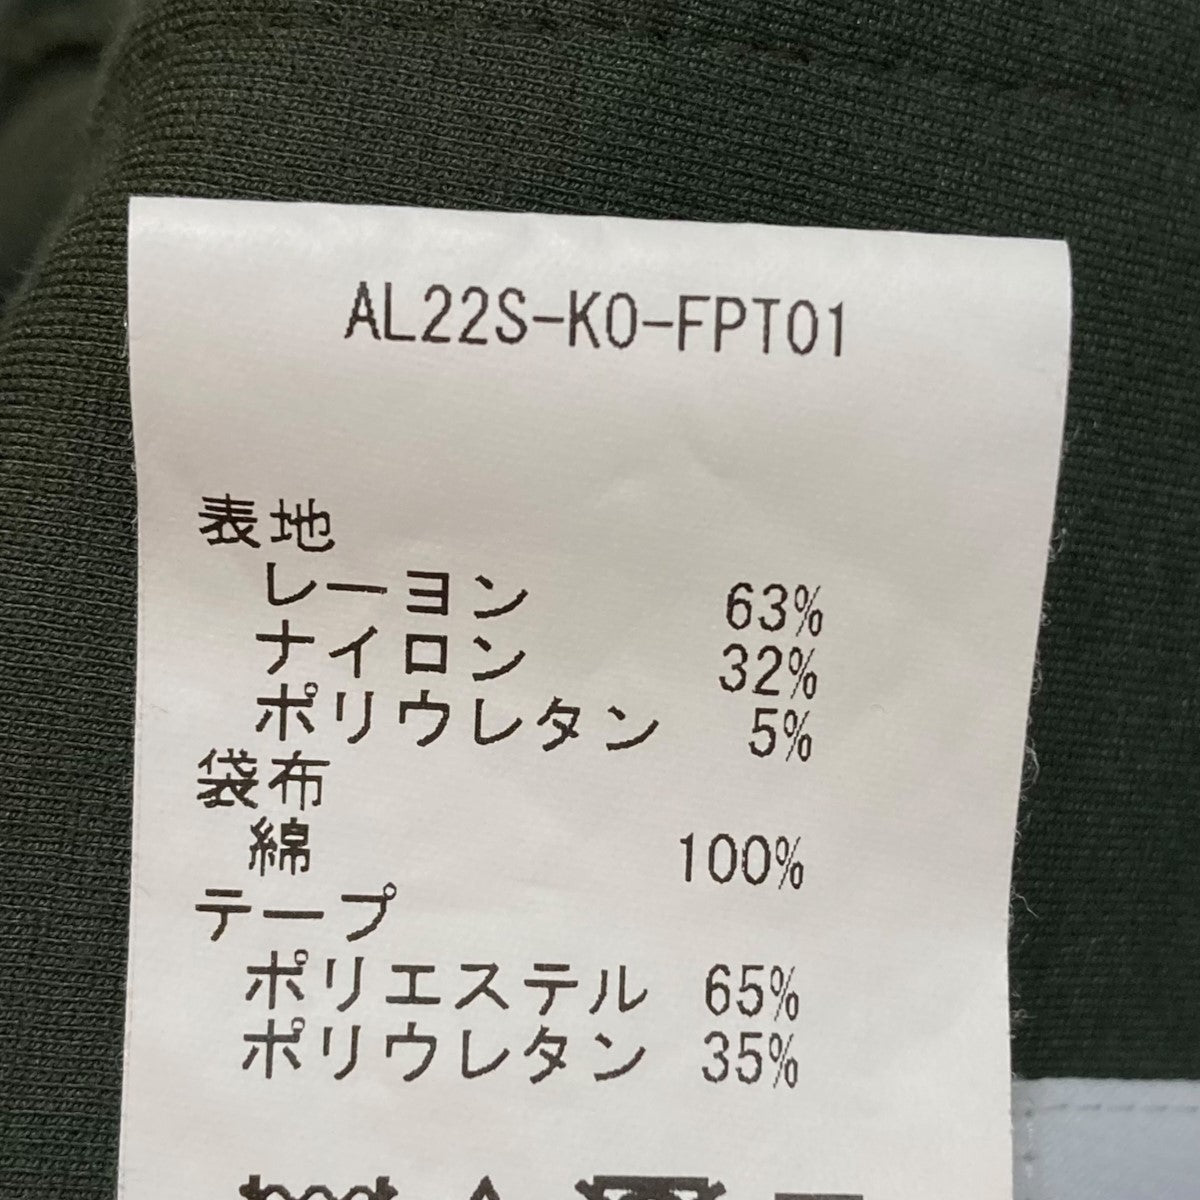 AL22S-KO-FPT01
表地
レーヨン 63%
ナイロン 32%
ポリウレタン 5%
袋布
綿 100%
テープ
ポリエステル 65%
ポリウレタン 35%